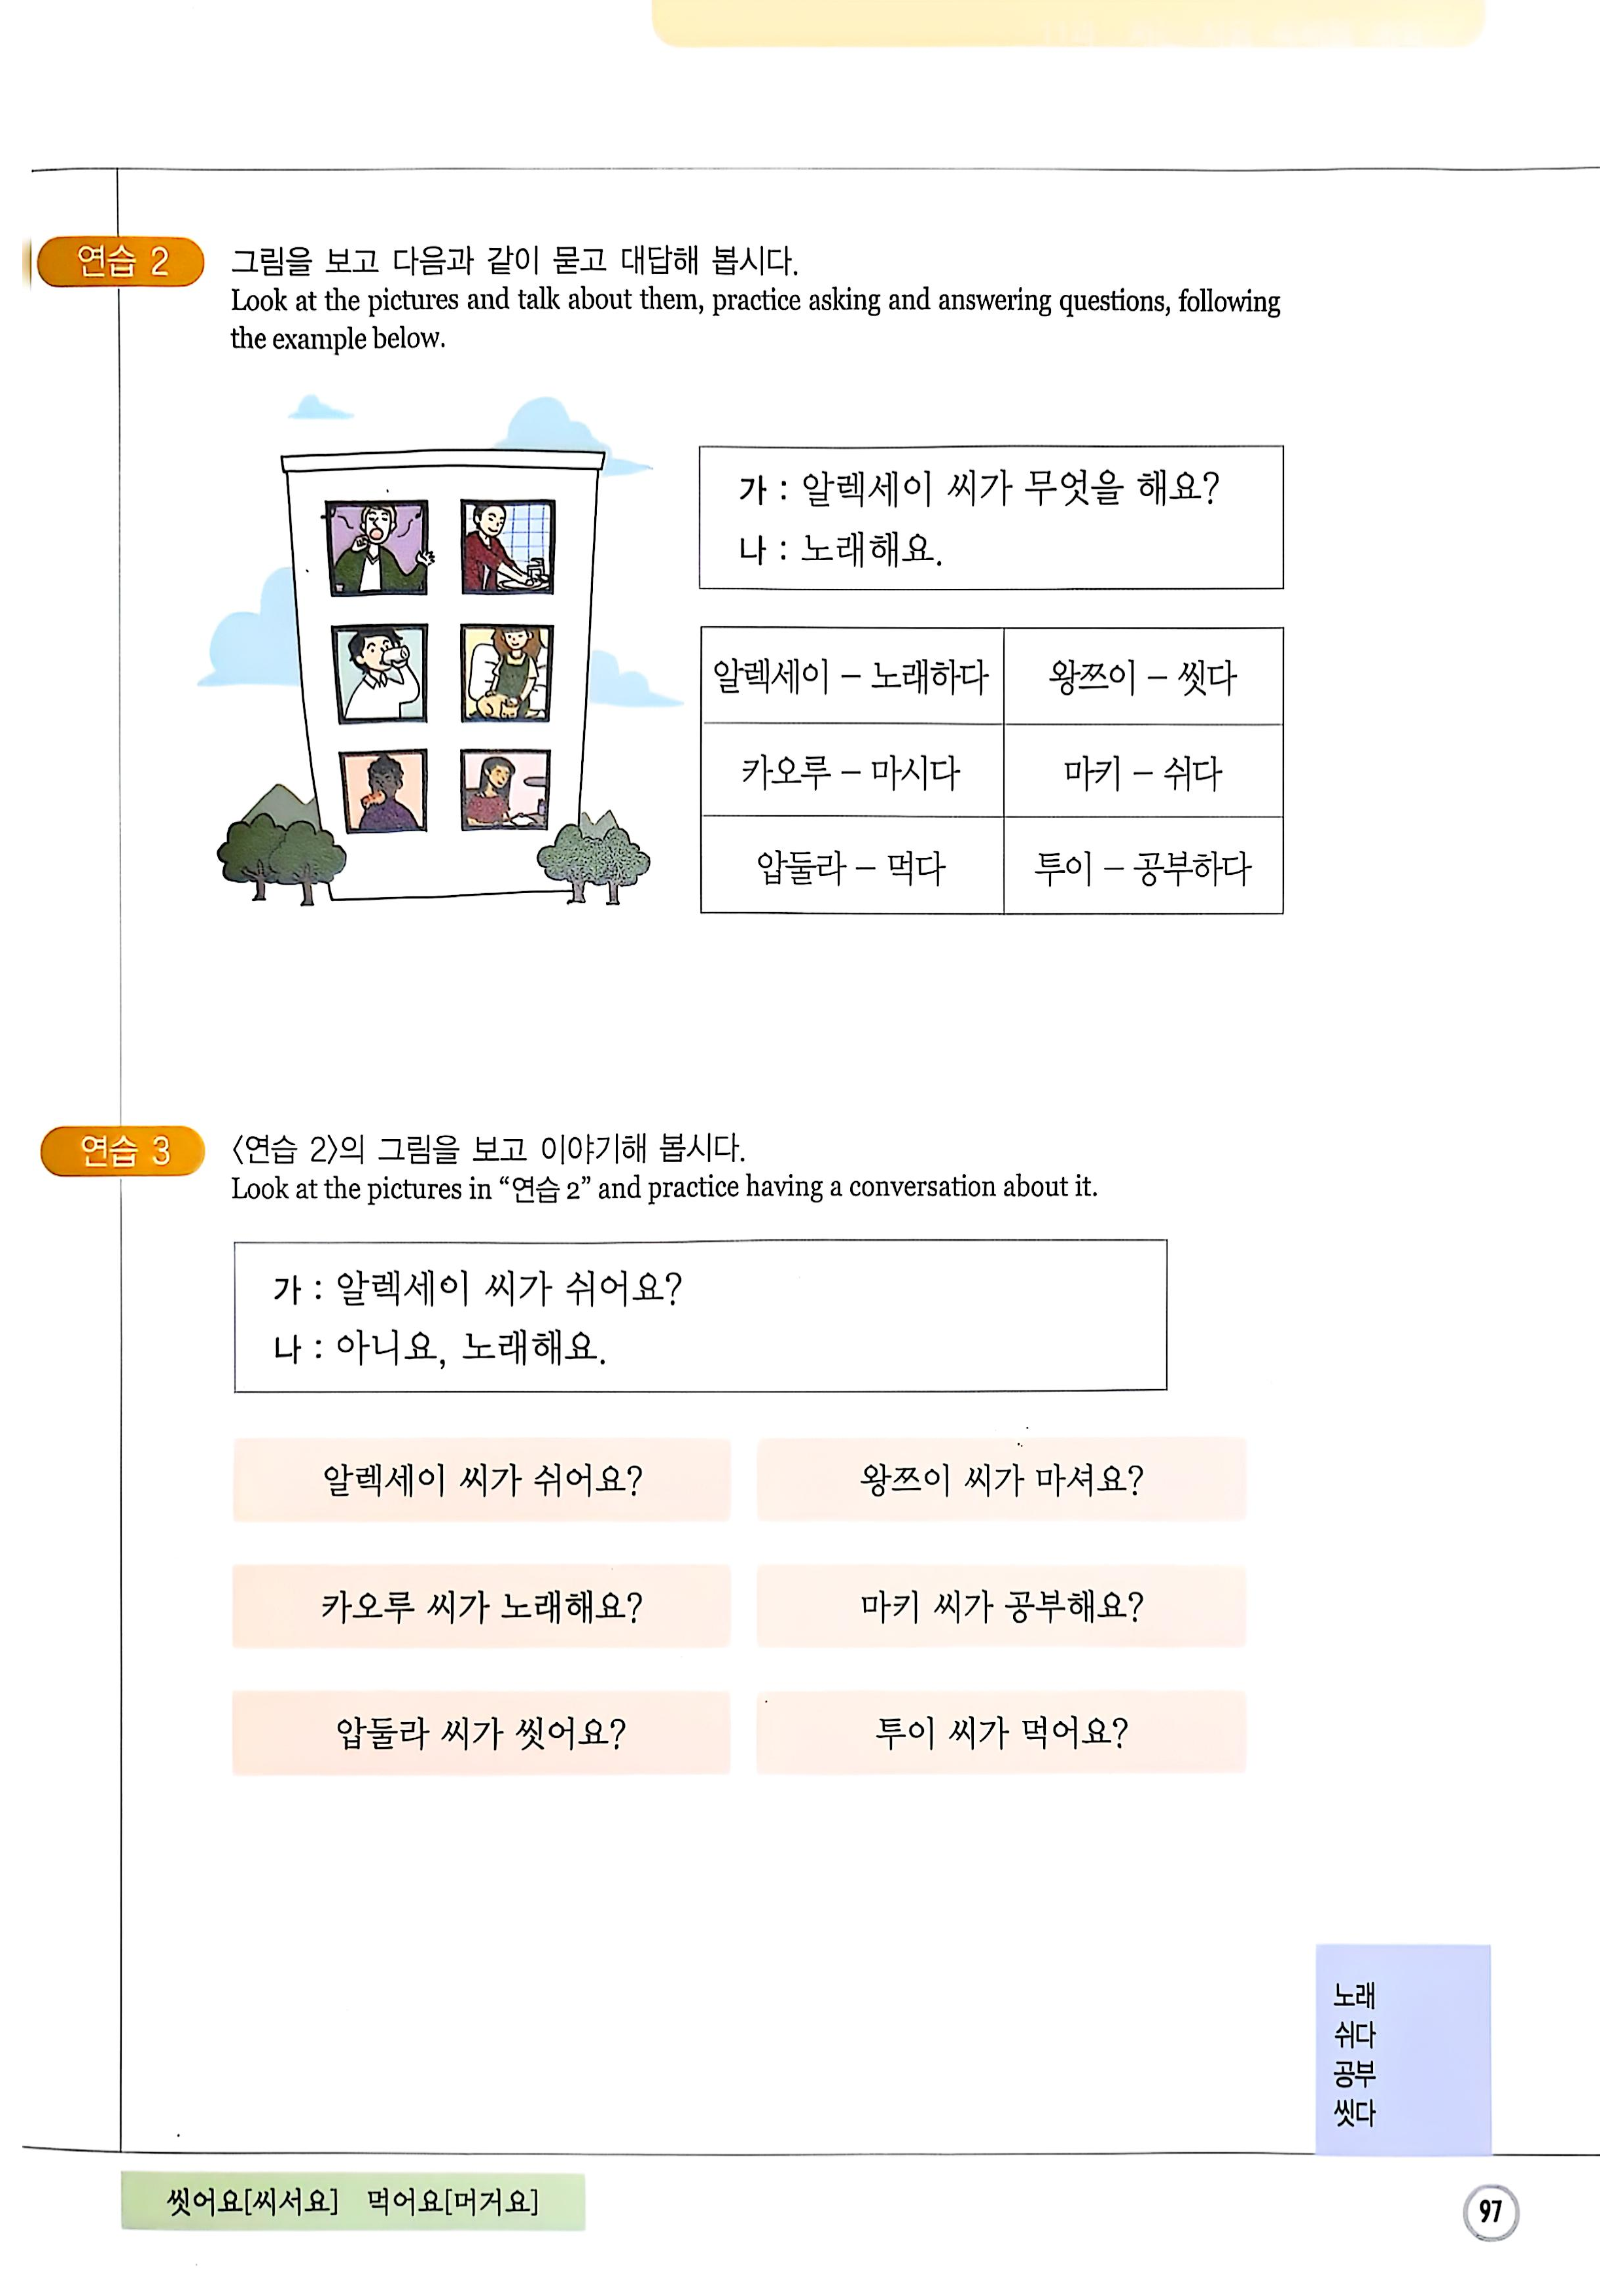 연습 2
그림을 보고 다음과 같이 묻고 대답해 봅시다.
Look at the pictures and talk about them, practice asking and answering questions, following
the example below.
가 : 알렉세이 씨가 무엇을 해요?
나 : 노래해요.
알렉세이 – 노래하다
왕쯔이 – 씻다
카오루 – 마시다
마키 – 쉬다
압둘라 – 먹다
투이 – 공부하다
연습 3
〈연습 2〉의 그림을 보고 이야기해 봅시다.
Look at the pictures in “연습 2” and practice having a conversation about it.
가 : 알렉세이 씨가 쉬어요?
나 : 아니요, 노래해요.
알렉세이 씨가 쉬어요?
왕쯔이 씨가 마셔요?
카오루 씨가 노래해요?
마키 씨가 공부해요?
압둘라 씨가 씻어요?
투이 씨가 먹어요?
노래
쉬다
공부
씻다
씻어요[씨서요] 먹어요[머거요]
97